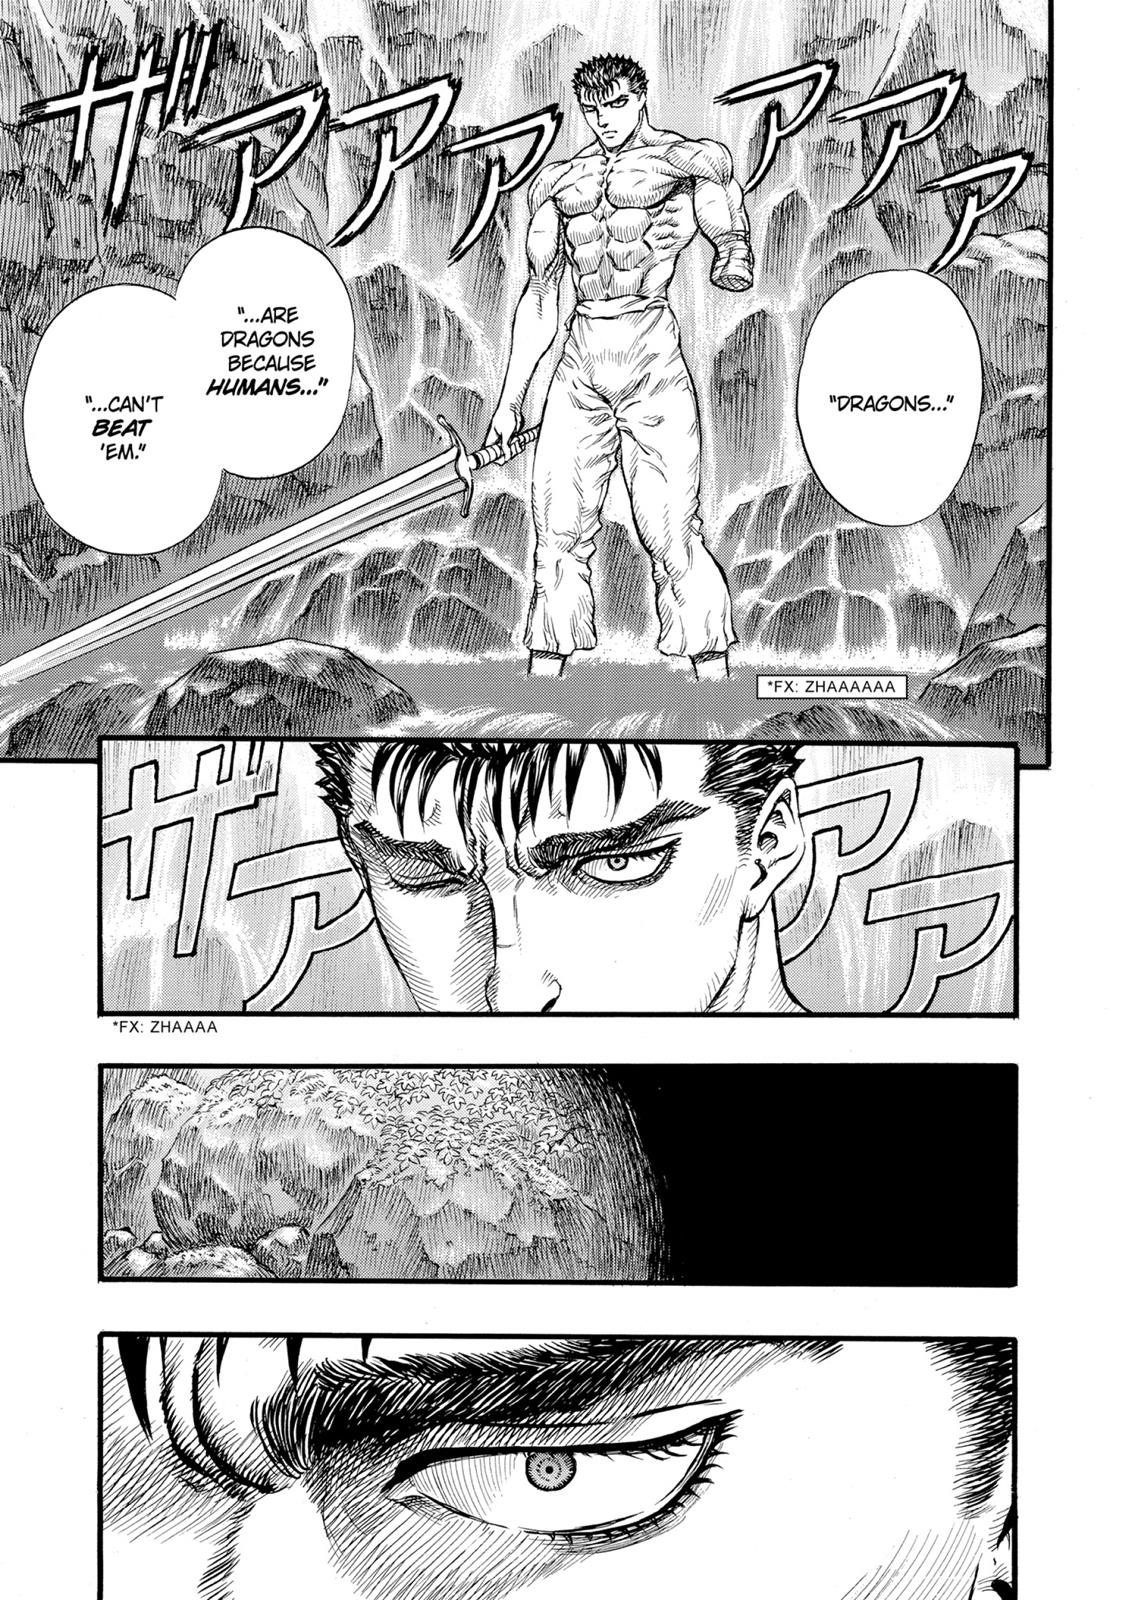 ザアアア アアア
"DRAGONS..."
"...ARE
DRAGONS
BECAUSE
HUMANS..."
"...CAN'T
BEAT
'EM."
*FX: ZHAAAAAA
ザアアア
*FX: ZHAAAA